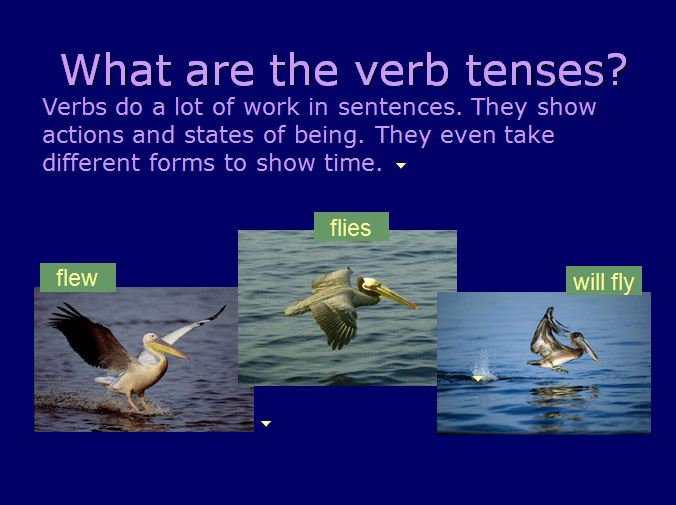 What are the verb tenses?
Verbs do a lot of work in sentences. They show
actions and states of being. They even take
different forms to show time.
flew
flies
will fly